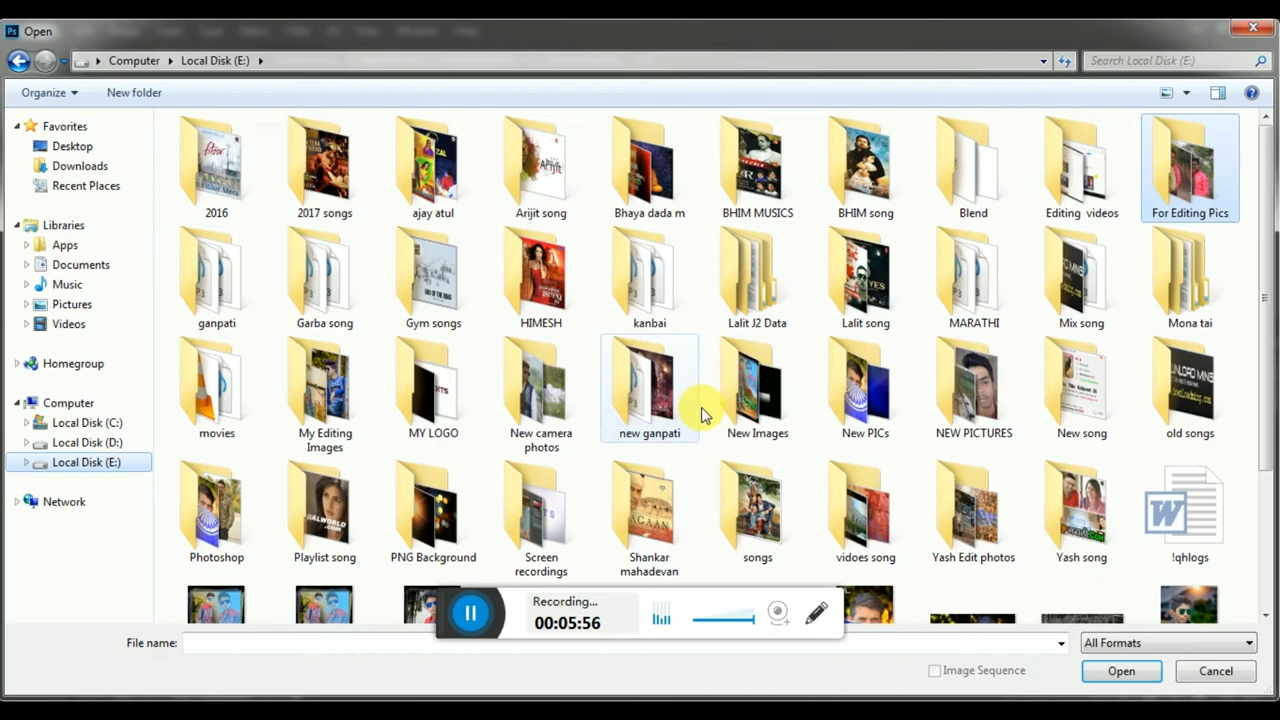 Ps Open
Computer Local Disk (E:)
Search Local Disk (E:)
Organize New folder
Favorites
Desktop
Downloads
Recent Places
Libraries
Apps
Documents
Music
Pictures
Videos
Homegroup
Computer
Local Disk (C:)
Local Disk (D:)
Local Disk (E:)
Network
2016
2017 songs
ajay atul
Arijit song
Bhaya dada m
BHIM MUSICS
BHIM song
Blend
Editing videos
For Editing Pics
ganpati
Garba song
Gym songs
HIMESH
kanbai
Lalit J2 Data
Lalit song
MARATHI
Mix song
Mona tai
movies
My Editing
Images
MY LOGO
New camera
photos
new ganpati
New Images
New PICs
NEW PICTURES
New song
old songs
Photoshop
Playlist song
PNG Background
Screen
recordings
Shankar
mahadevan
songs
vidoes song
Yash Edit photos
Yash song
!qhlogs
Recording...
00:05:56
File name:
All Formats
Image Sequence
Open
Cancel